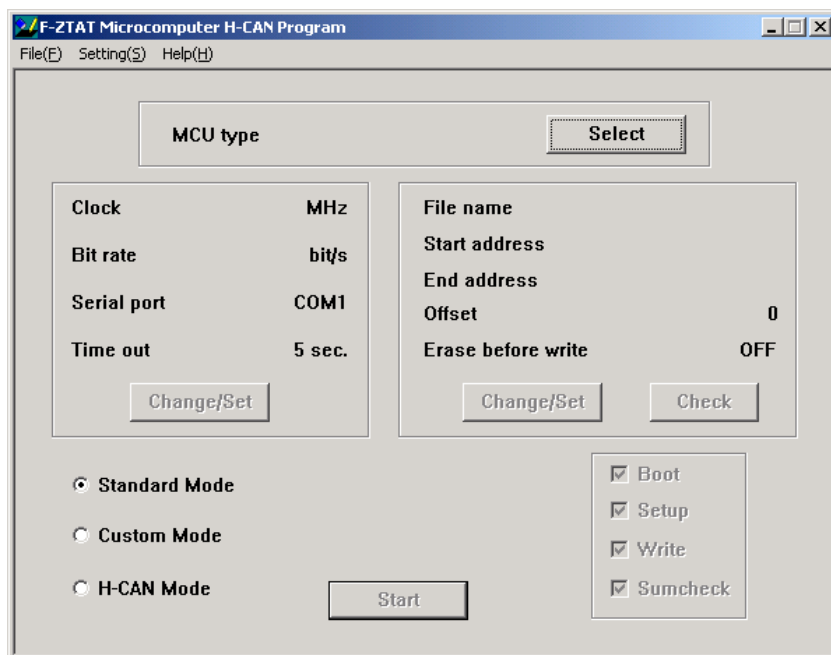 F-ZTAT Microcomputer H-CAN Program
File(F) Setting(S) Help(H)
MCU type Select
Clock MHz
Bit rate bit/s
Serial port COM1
Time out 5 sec.
Change/Set
File name
Start address
End address
Offset 0
Erase before write OFF
Change/Set Check
Standard Mode
Custom Mode
H-CAN Mode
Start
Boot
Setup
Write
Sumcheck